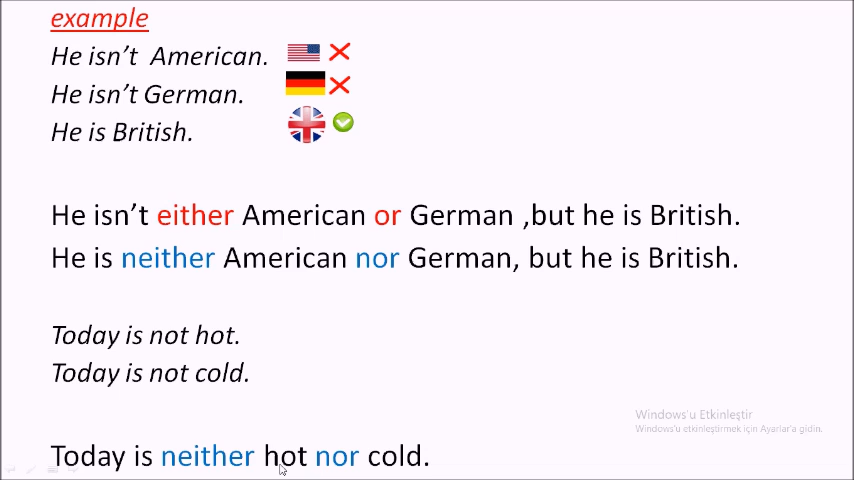 example
He isn't  American.
He isn't German.
He is British.
He isn't either American or German ,but he is British.
He is neither American nor German, but he is British.
Today is not hot.
Today is not cold.
Windows'u Etkinleştir
Windows'u etkinleştirmek için Ayarlar'a gidin.
Today is neither hot nor cold.